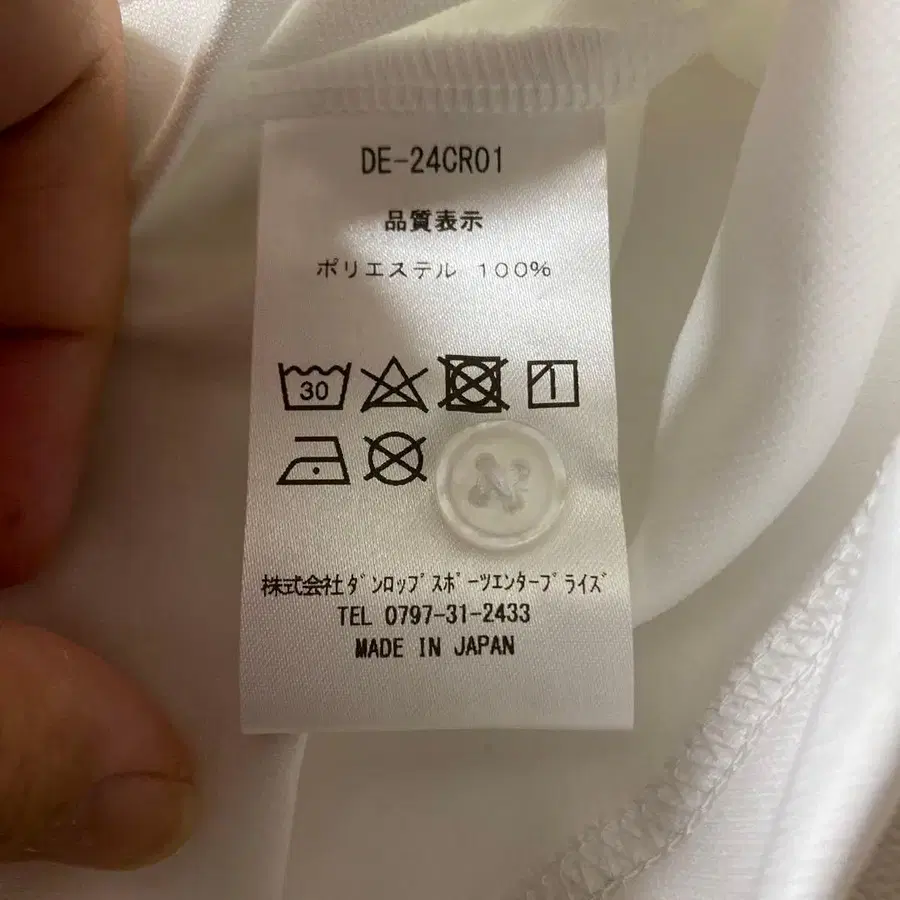 DE-24CR01
品質表示
ポリエステル 100%
30
株式会社ダンロップスポーツエンタープライズ
TEL 0797-31-2433
MADE IN JAPAN